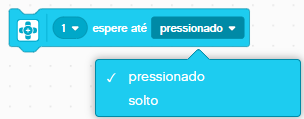 1 espere até pressionado
✓ pressionado
solto